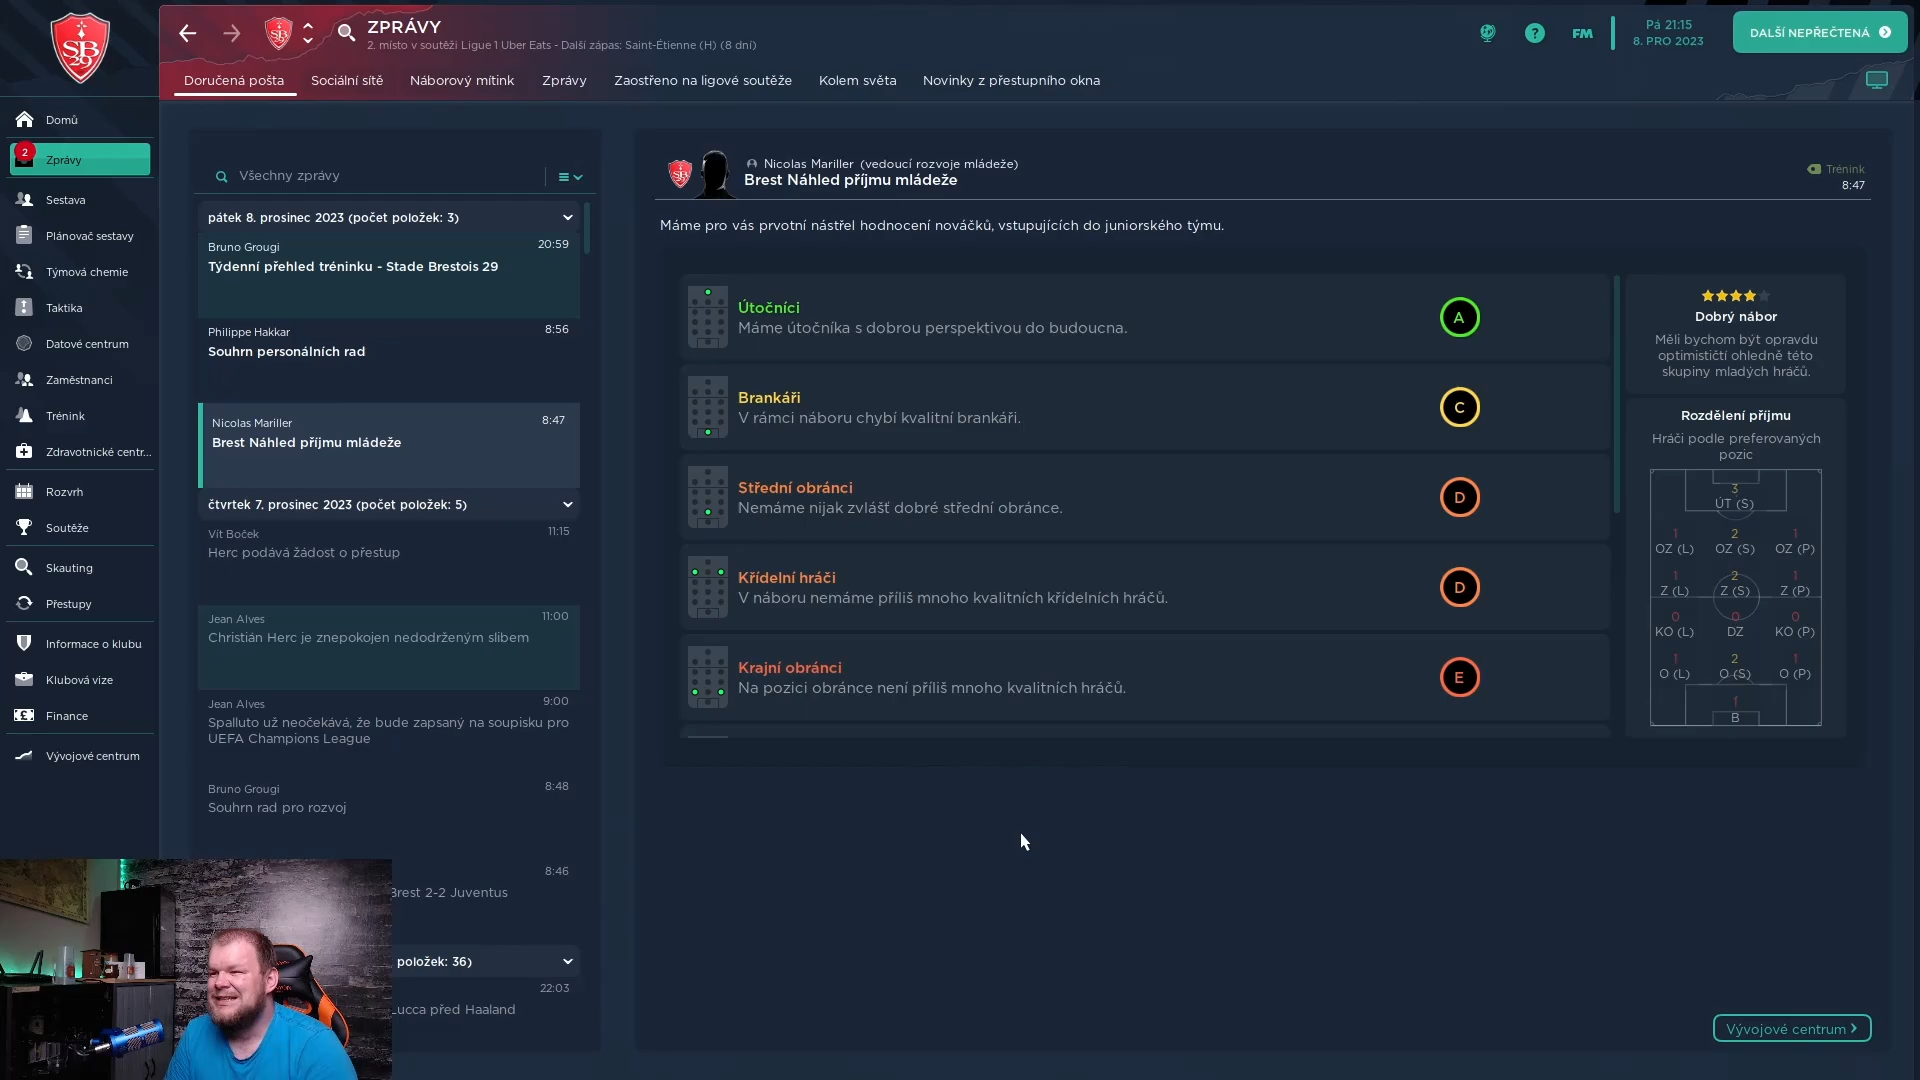 SB
29
ZPRÁVY
2. místo v soutěži Ligue 1 Uber Eats - Další zápas: Saint-Étienne (H) (8 dní)
FM
Pá 21:15
8. PRO 2023
DALŠÍ NEPŘEČTENÁ
Doručená pošta
Sociální sítě
Náborový mítink
Zprávy
Zaostřeno na ligové soutěže
Kolem světa
Novinky z přestupního okna
Domů
2
Zprávy
Sestava
Plánovač sestavy
Týmová chemie
Taktika
Datové centrum
Zaměstnanci
Trénink
Zdravotnické centr...
Rozvrh
Soutěže
Skauting
Přestupy
Informace o klubu
Klubová vize
Finance
Vývojové centrum
Všechny zprávy
pátek 8. prosinec 2023 (počet položek: 3)
Bruno Grougi
20:59
Týdenní přehled tréninku - Stade Brestois 29
Philippe Hakkar
8:56
Souhrn personálních rad
Nicolas Mariller
8:47
Brest Náhled příjmu mládeže
čtvrtek 7. prosinec 2023 (počet položek: 5)
Vít Boček
11:15
Herc podává žádost o přestup
Jean Alves
11:00
Christián Herc je znepokojen nedodrženým slibem
Jean Alves
9:00
Spalluto už neočekává, že bude zapsaný na soupisku pro
UEFA Champions League
Bruno Grougi
8:48
Souhrn rad pro rozvoj
8:46
Brest 2-2 Juventus
položek: 36)
22:03
Lucca před Haaland
Nicolas Mariller (vedoucí rozvoje mládeže)
Brest Náhled příjmu mládeže
Trénink
8:47
Máme pro vás prvotní nástřel hodnocení nováčků, vstupujících do juniorského týmu.
Útočníci
Máme útočníka s dobrou perspektivou do budoucna.
A
Brankáři
V rámci náboru chybí kvalitní brankáři.
C
Střední obránci
Nemáme nijak zvlášť dobré střední obránce.
D
Křídelní hráči
V náboru nemáme příliš mnoho kvalitních křídelních hráčů.
D
Krajní obránci
Na pozici obránce není příliš mnoho kvalitních hráčů.
E
Dobrý nábor
Měli bychom být opravdu
optimističtí ohledně této
skupiny mladých hráčů.
Rozdělení příjmu
Hráči podle preferovaných
pozic
3
ÚT (S)
1 2 1
OZ (L) OZ (S) OZ (P)
1 2 1
Z (L) Z (S) Z (P)
0 0 0
KO (L) DZ KO (P)
1 2 1
O (L) O (S) O (P)
1
B
Vývojové centrum